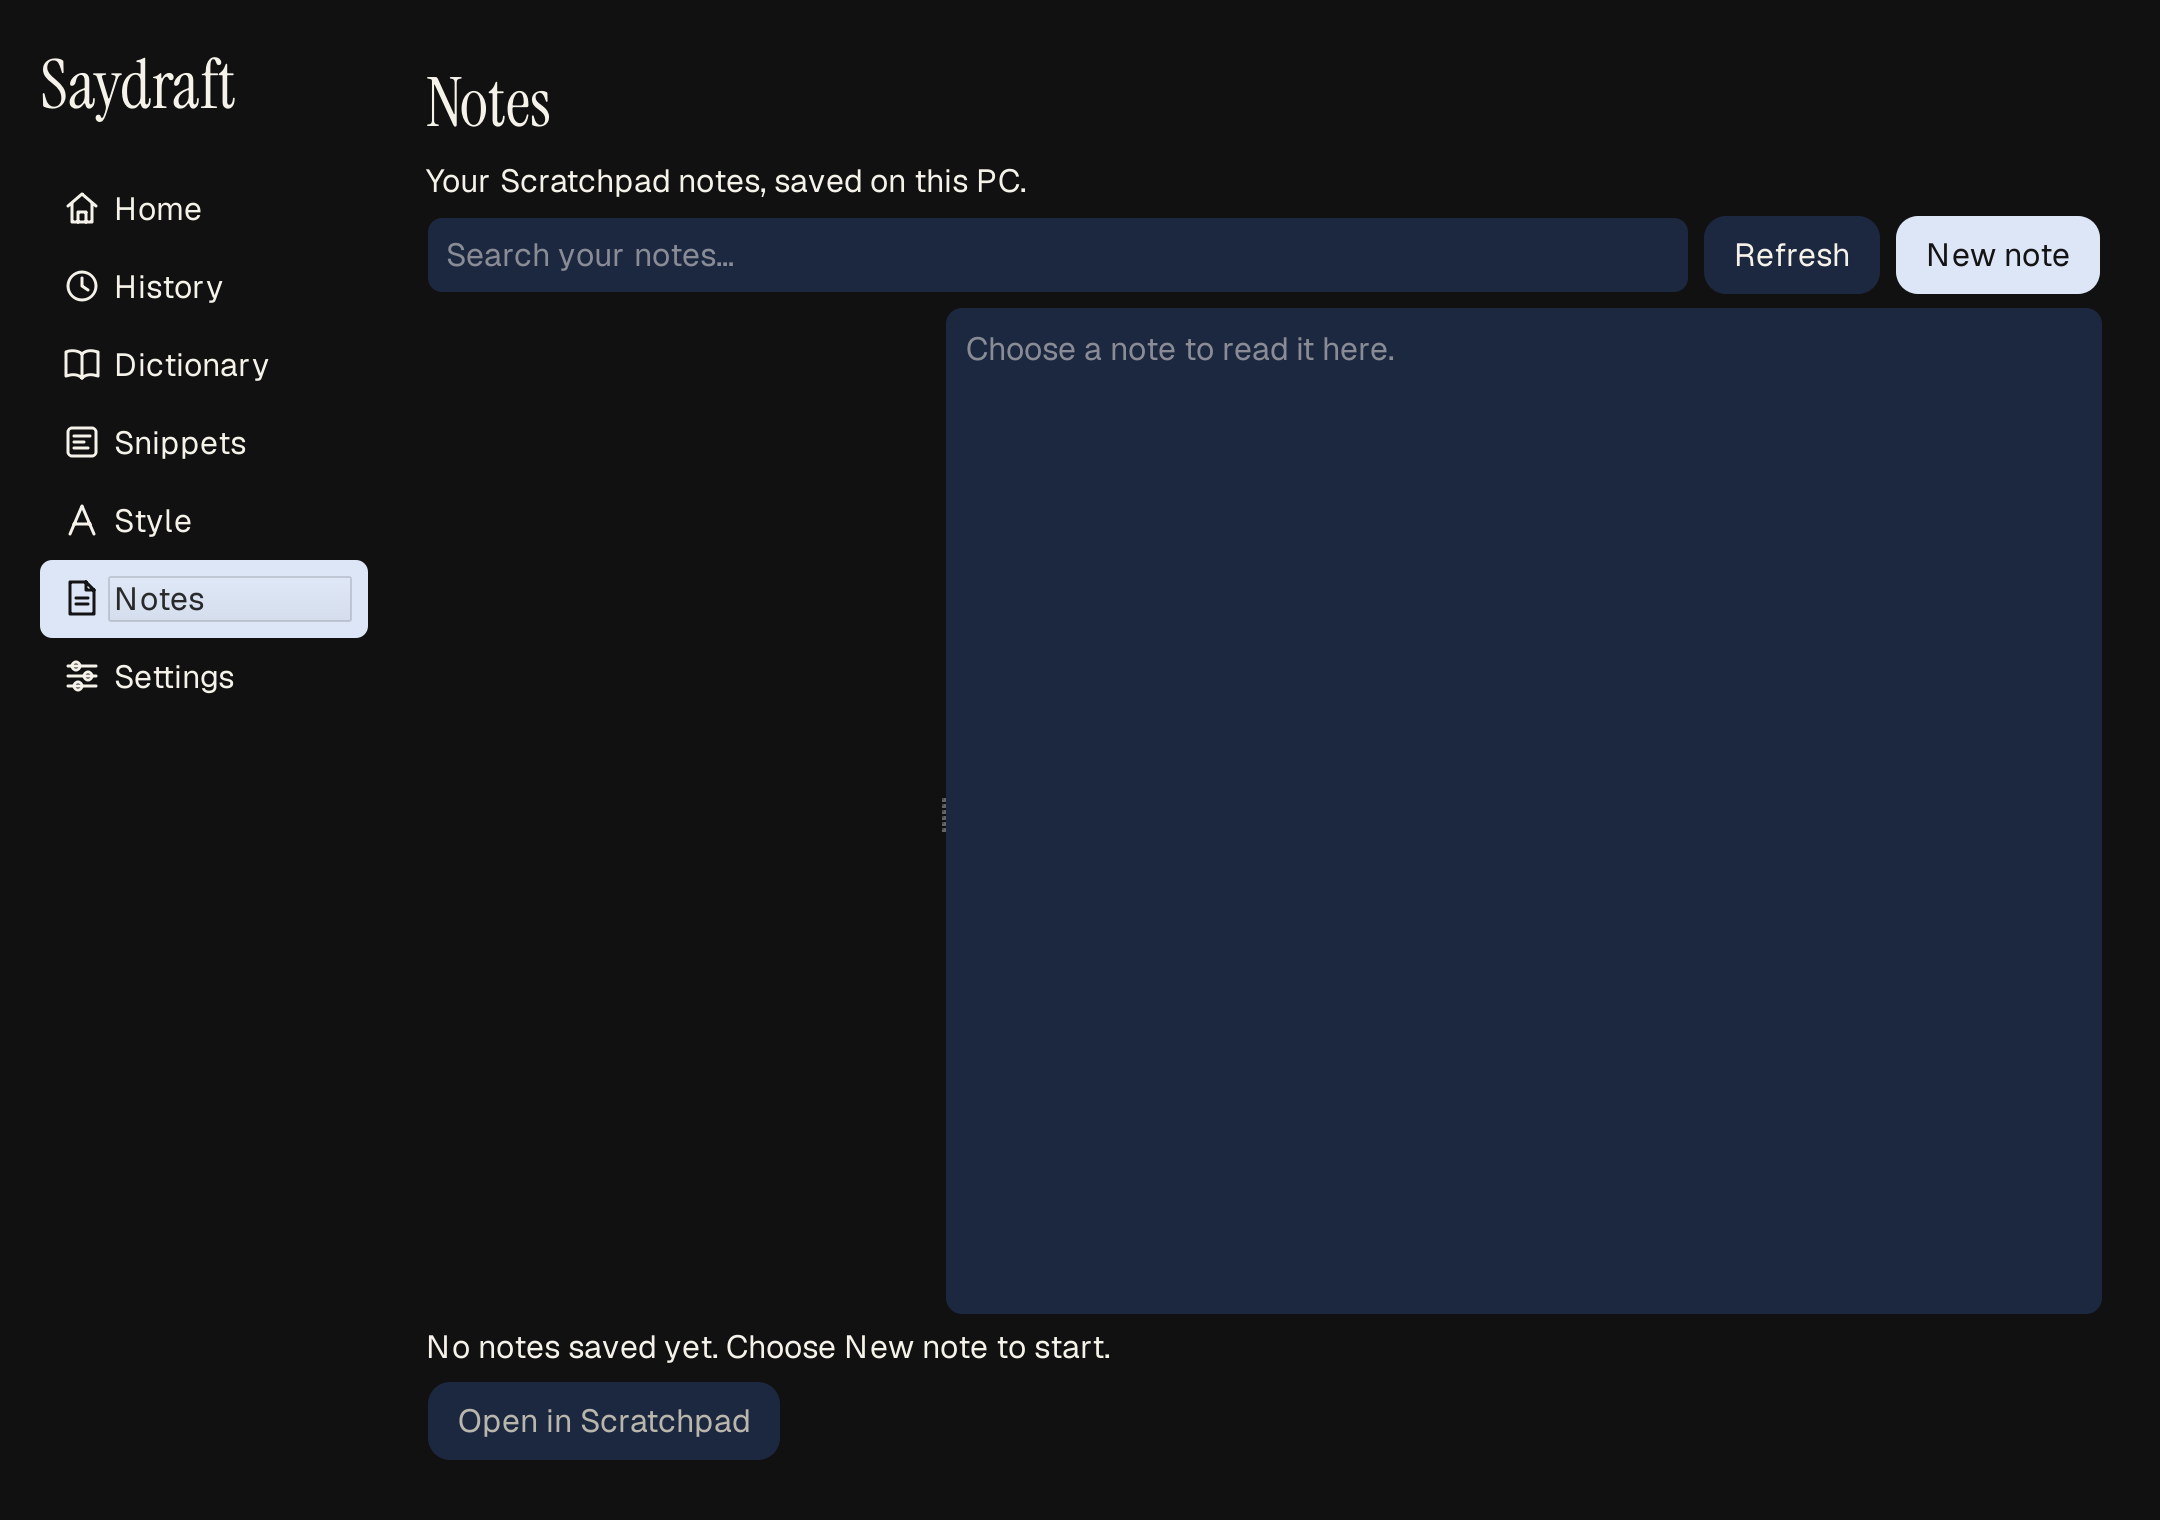 Saydraft
Home
History
Dictionary
Snippets
Style
Notes
Settings
Notes
Your Scratchpad notes, saved on this PC.
Search your notes…
Refresh
New note
Choose a note to read it here.
No notes saved yet. Choose New note to start.
Open in Scratchpad